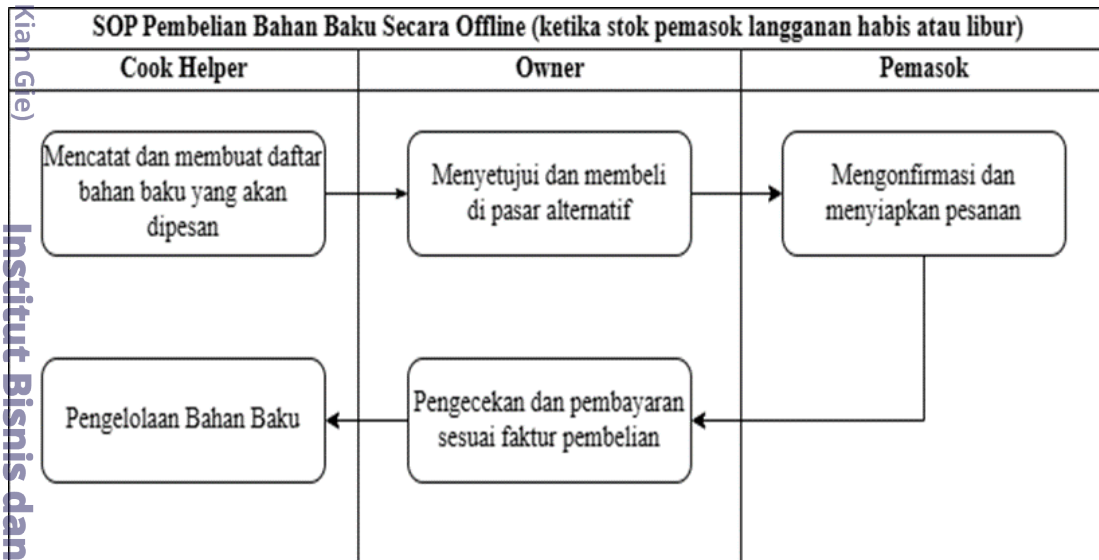 SOP Pembelian Bahan Baku Secara Offline (ketika stok pemasok langganan habis atau libur)
Cook Helper
Owner
Pemasok
Mencatat dan membuat daftar
bahan baku yang akan
dipesan
Menyetujui dan membeli
di pasar alternatif
Mengonfirmasi dan
menyiapkan pesanan
Pengelolaan Bahan Baku
Pengecekan dan pembayaran
sesuai faktur pembelian
Kian Gie)
Institut Bisnis dan